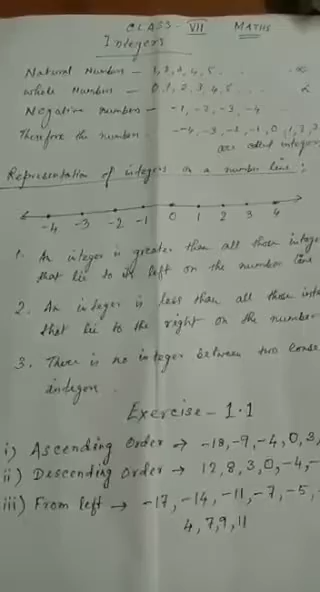 CLASS - VII MATHS
Integers
Natural Numbers - 1, 2, 3, 4, 5 . . . ∞
Whole Numbers - 0, 1, 2, 3, 4, 5 . . .
Negative numbers - -1, -2, -3, -4
Therefore the numbers -4, -3, -2, -1, 0, 1, 2, 3
are called integers
Representation of integers on a number line :
-4 -3 -2 -1 0 1 2 3 4
1. An integer is greater than all those
that lie to its left on the number line
2. An integer is less than all those
that lie to the right on the number
3. There is no integer between two
integers.
Exercise - 1.1
i) Ascending Order → -18, -9, -4, 0, 3,
ii) Descending Order → 12, 8, 3, 0, -4, -
iii) From left → -17, -14, -11, -7, -5, -
4, 7, 9, 11